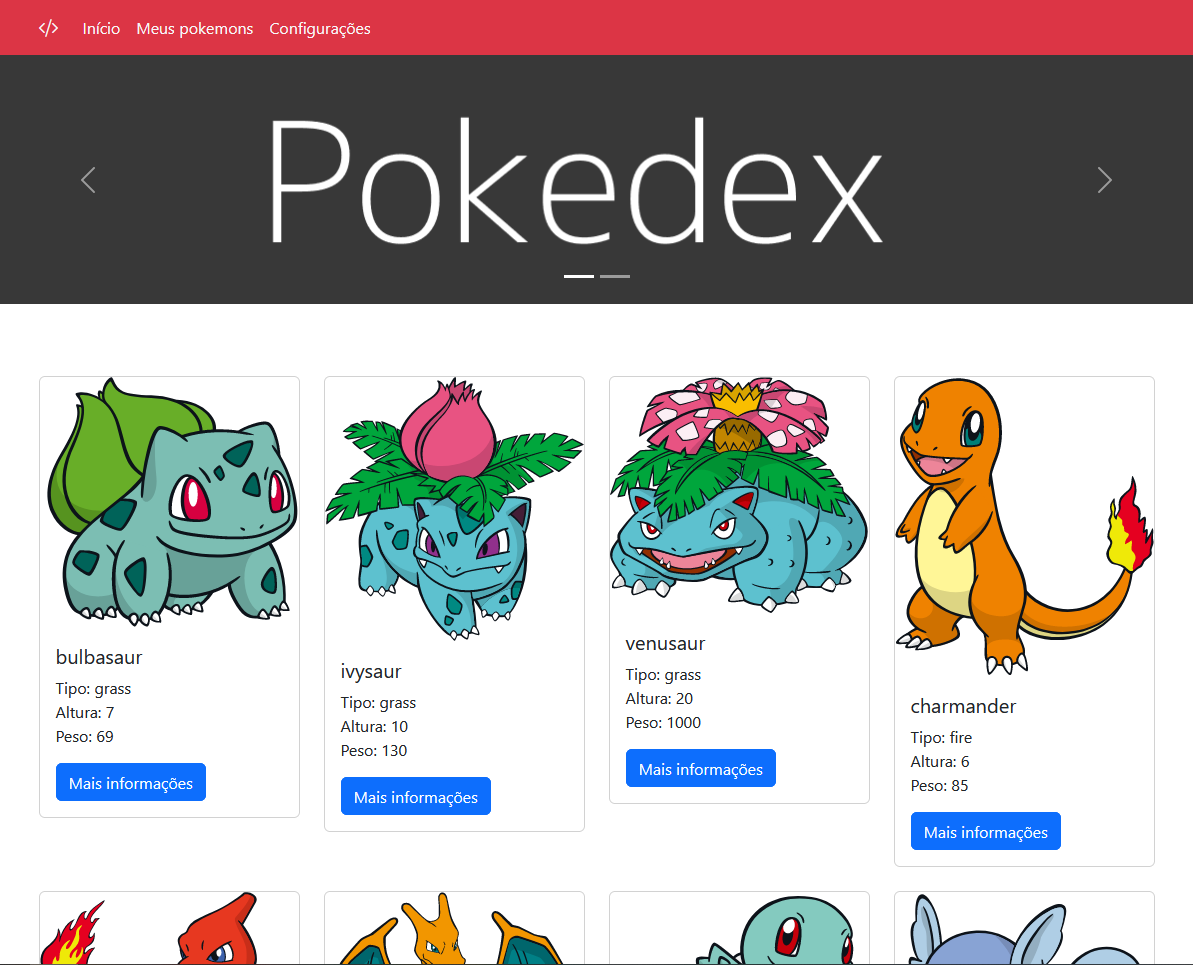 </> Início Meus pokemons Configurações
Pokedex
bulbasaur
Tipo: grass
Altura: 7
Peso: 69
Mais informações
ivysaur
Tipo: grass
Altura: 10
Peso: 130
Mais informações
venusaur
Tipo: grass
Altura: 20
Peso: 1000
Mais informações
charmander
Tipo: fire
Altura: 6
Peso: 85
Mais informações